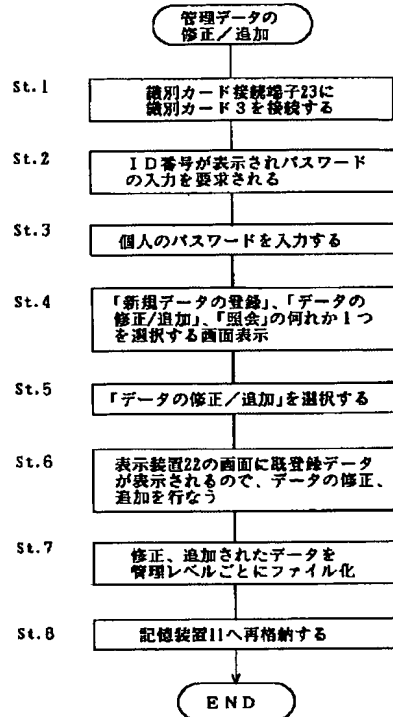 管理データの
修正／追加
St.1
識別カード接続端子23に
識別カード3を接続する
St.2
ＩＤ番号が表示されパスワード
の入力を要求される
St.3
個人のパスワードを入力する
St.4
「新規データの登録」、「データの
修正/追加」、「照会」の何れか1つ
を選択する画面表示
St.5
「データの修正／追加」を選択する
St.6
表示装置22の画面に既登録データ
が表示されるので、データの修正、
追加を行なう
St.7
修正、追加されたデータを
管理レベルごとにファイル化
St.8
記憶装置11へ再格納する
ＥＮＤ